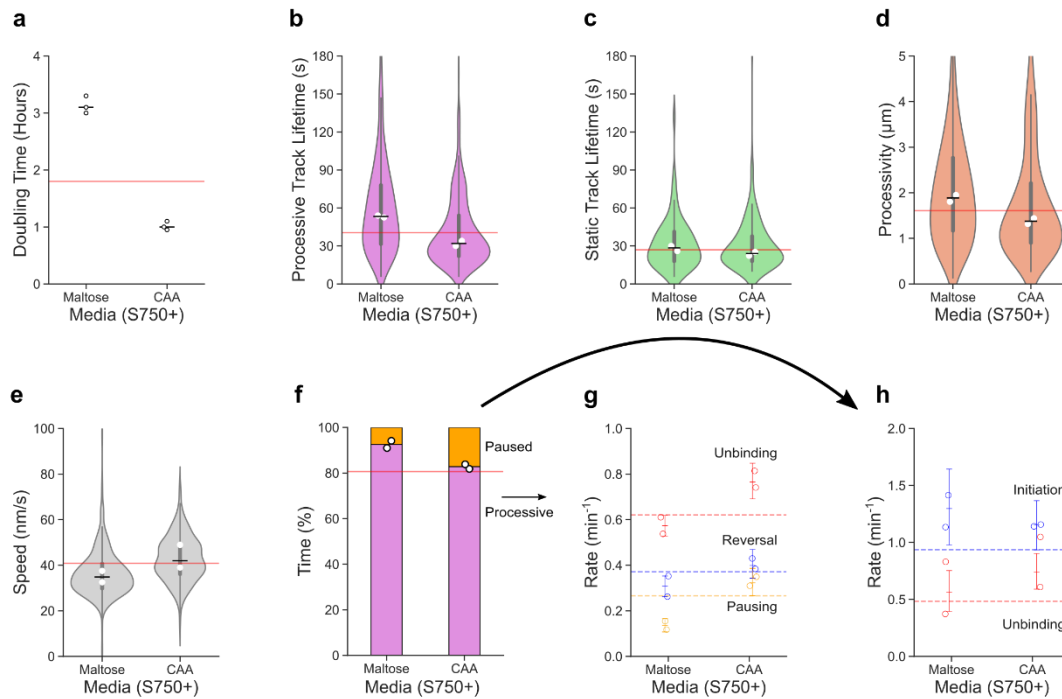 a
Doubling Time (Hours)
4
3
2
1
0
Maltose
CAA
Media (S750+)
b
Processive Track Lifetime (s)
180
150
120
90
60
30
0
Maltose
CAA
Media (S750+)
c
Static Track Lifetime (s)
180
150
120
90
60
30
0
Maltose
CAA
Media (S750+)
d
Processivity (μm)
5
4
3
2
1
0
Maltose
CAA
Media (S750+)
e
Speed (nm/s)
100
80
60
40
20
0
Maltose
CAA
Media (S750+)
f
Time (%)
100
80
60
40
20
0
Paused
Processive
Maltose
CAA
Media (S750+)
g
Rate (min⁻¹)
1.0
0.8
0.6
0.4
0.2
0.0
Unbinding
Reversal
Pausing
Maltose
CAA
Media (S750+)
h
Rate (min⁻¹)
2.0
1.5
1.0
0.5
0.0
Initiation
Unbinding
Maltose
CAA
Media (S750+)